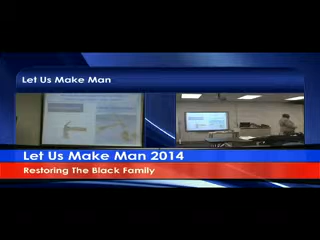 Let Us Make Man
Let Us Make Man 2014
Restoring The Black Family